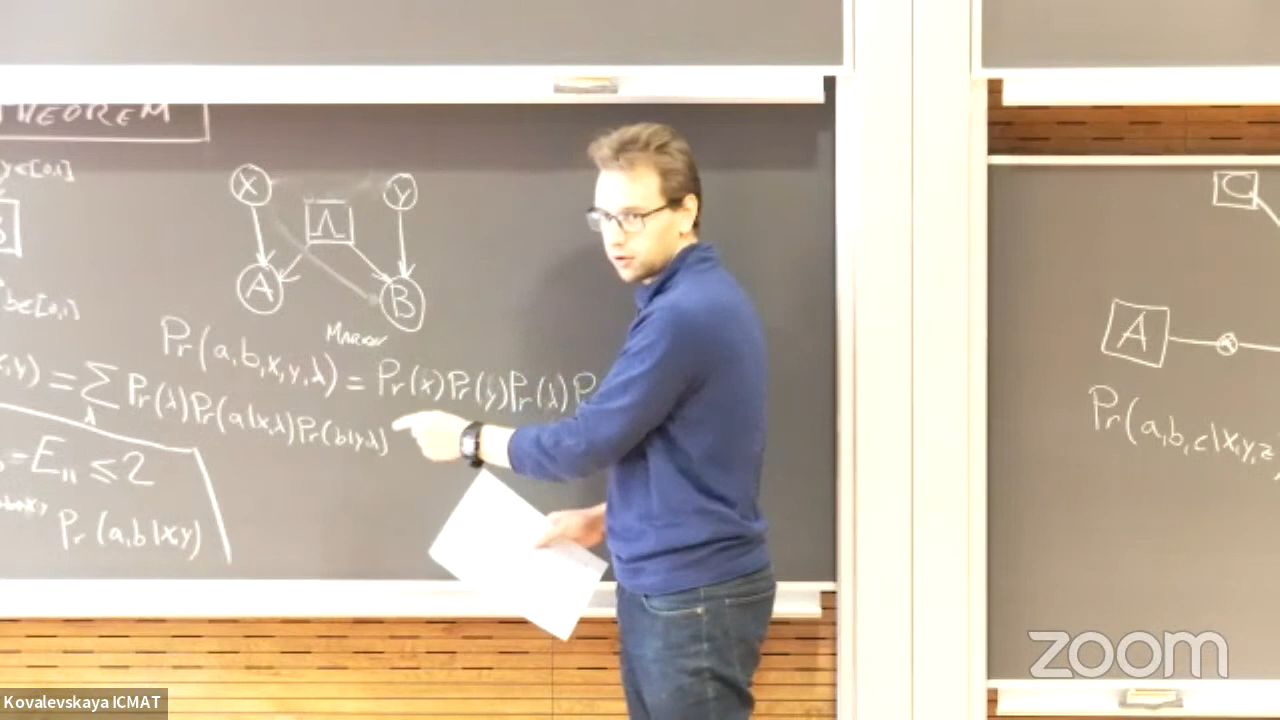 THEOREM
y∈[0,1]
X
Y
Λ
A
B
b∈[0,1]
Markov
Pr(a,b,x,y,λ) = Pr(x)Pr(y)Pr(λ)P
x,y) = ∑ Pr(λ)Pr(a|x,λ)Pr(b|y,λ)
λ
-E₁₁ ≤ 2
Pr(a,b|xy)
C
A
Pr(a,b,c|x,y,z
zoom
Kovalevskaya ICMAT